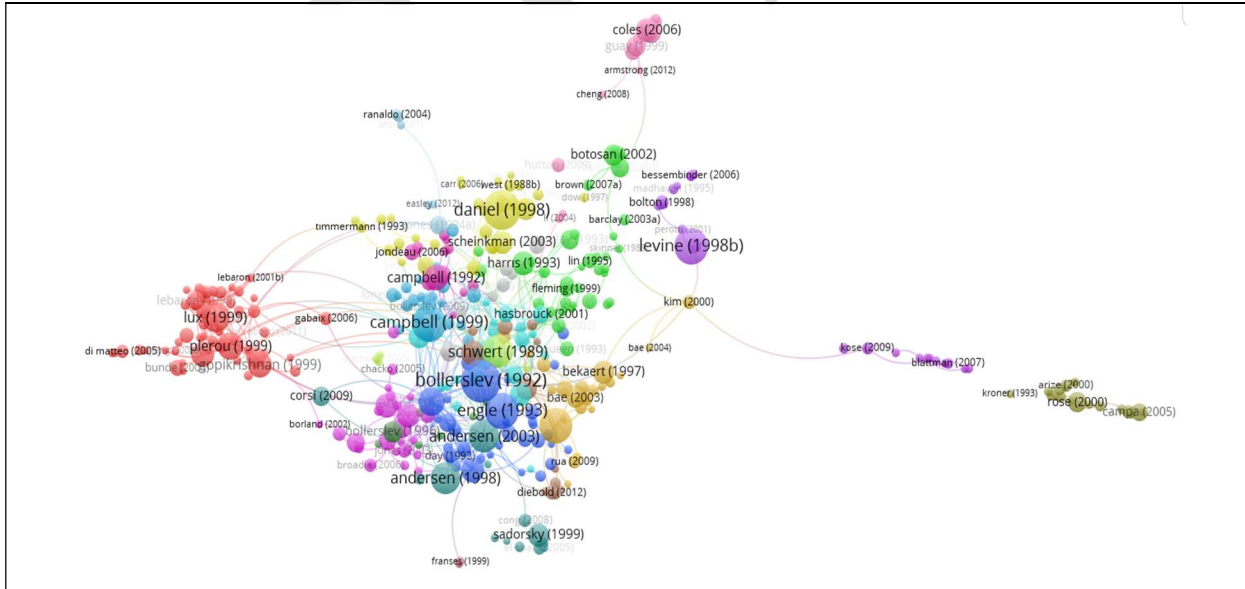 coles (2006)
guay (1999)
armstrong (2012)
cheng (2008)
ranaldo (2004)
botosan (2002)
bessembinder (2006)
carr (2006)
west (1988b)
brown (2007a)
madhavan (1995)
dow (1997)
bolton (1998)
easley (2012)
daniel (1998)
barclay (2003a)
timmermann (1993)
perotti (2001)
scheinkman (2003)
levine (1998b)
jondeau (2006)
harris (1993)
lin (1995)
lebaron (2001b)
campbell (1992)
fleming (1999)
kim (2000)
lux (1999)
gabaix (2006)
bollerslev (2009)
hasbrouck (2001)
campbell (1999)
plerou (1999)
di matteo (2005)
schwert (1989)
bae (2004)
kose (2009)
gopikrishnan (1999)
chacko (2005)
bekaert (1997)
blattman (2007)
bollerslev (1992)
corsi (2009)
bae (2003)
kroner (1993)
arize (2000)
rose (2000)
engle (1993)
campa (2005)
borland (2002)
bollerslev (1996)
andersen (2003)
day (1992)
broadie (2006)
rua (2009)
andersen (1998)
diebold (2012)
cong (2008)
sadorsky (1999)
franses (1999)